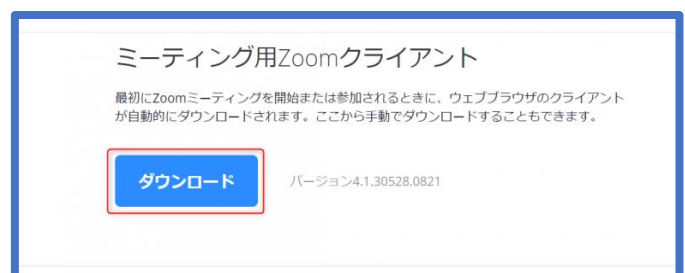 ミーティング用Zoomクライアント
最初にZoomミーティングを開始または参加されるときに、ウェブブラウザのクライアント
が自動的にダウンロードされます。ここから手動でダウンロードすることもできます。
ダウンロード バージョン4.1.30528.0821